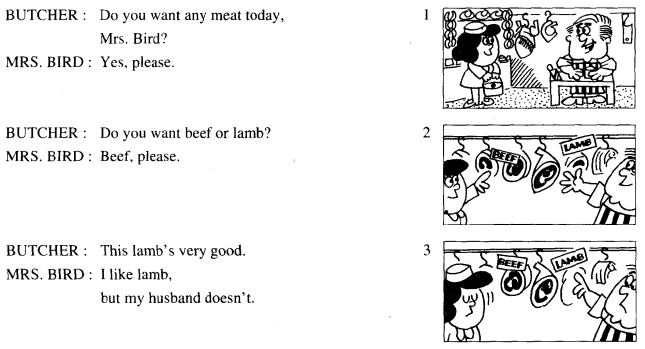 BUTCHER : Do you want any meat today,
Mrs. Bird?
MRS. BIRD : Yes, please.
1
BUTCHER : Do you want beef or lamb?
MRS. BIRD : Beef, please.
2
BEEF
LAMB
BUTCHER : This lamb's very good.
MRS. BIRD : I like lamb,
but my husband doesn't.
3
BEEF
LAMB